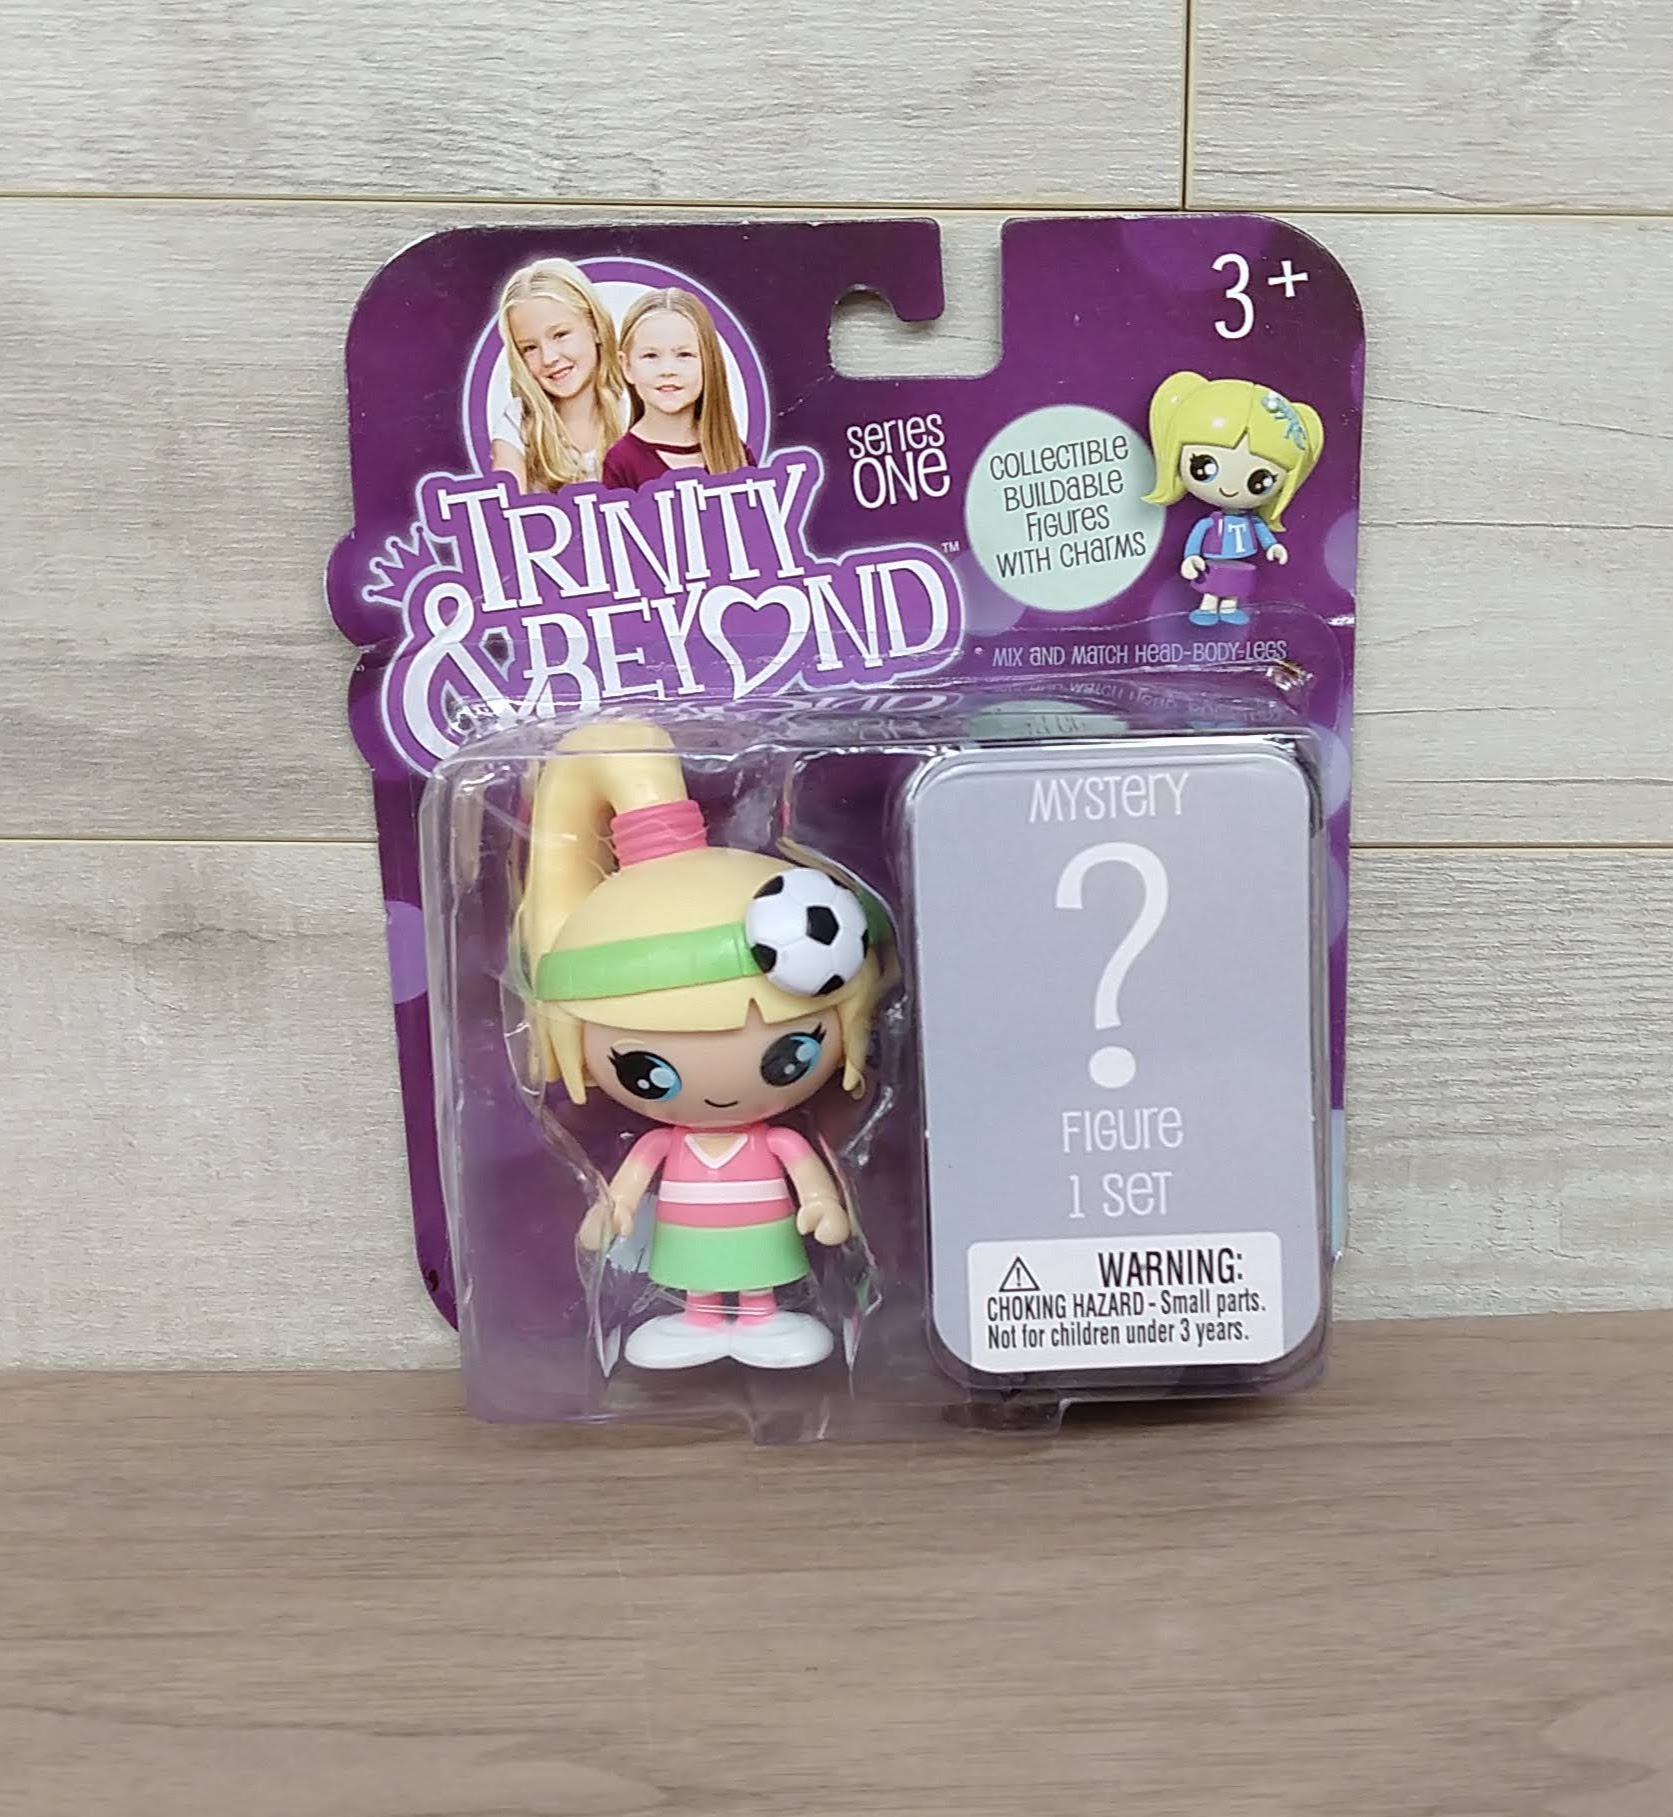 3+
SERIES
ONE
TRINITY
& BEYOND™
COLLECTIBLE
BUILDABLE
FIGURES
WITH CHARMS
T
• MIX AND MATCH HEAD-BODY-LEGS
MYSTERY
?
FIGURE
1 SET
WARNING:
CHOKING HAZARD - Small parts.
Not for children under 3 years.